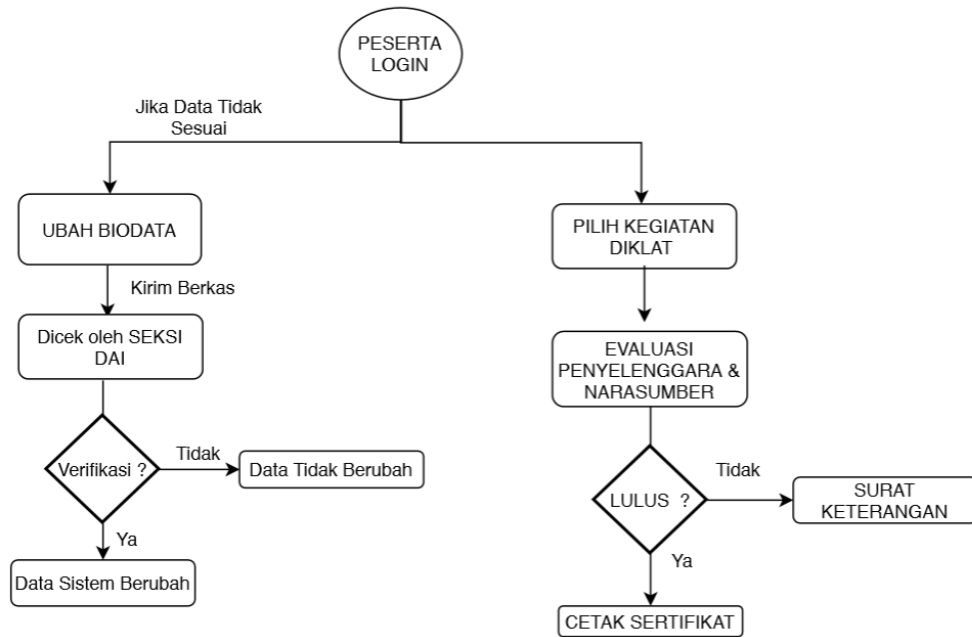 PESERTA
LOGIN
Jika Data Tidak
Sesuai
UBAH BIODATA
Kirim Berkas
Dicek oleh SEKSI
DAI
Verifikasi ?
Tidak
Data Tidak Berubah
Ya
Data Sistem Berubah
PILIH KEGIATAN
DIKLAT
EVALUASI
PENYELENGGARA &
NARASUMBER
LULUS ?
Tidak
SURAT
KETERANGAN
Ya
CETAK SERTIFIKAT